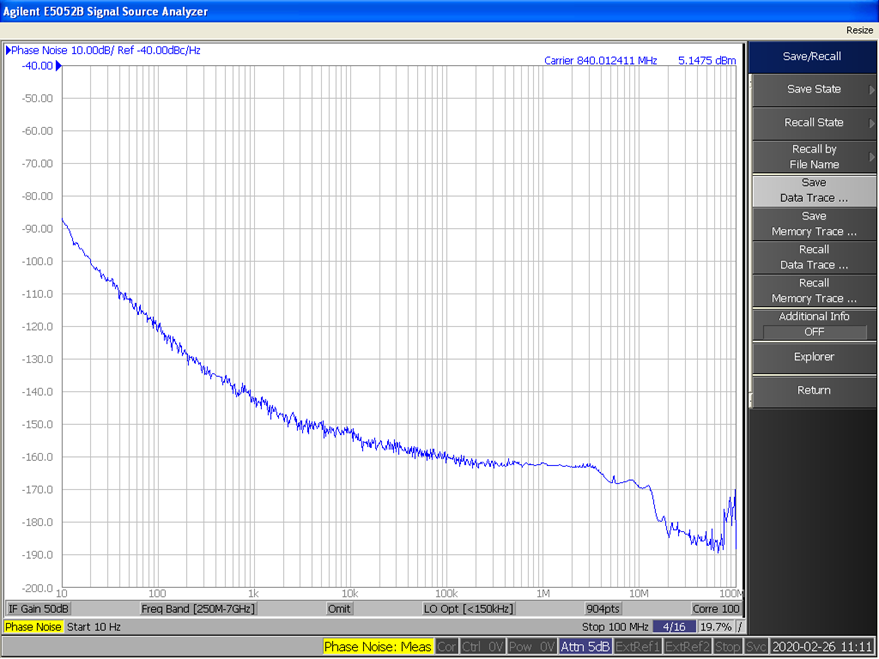 Agilent E5052B Signal Source Analyzer
Resize
Phase Noise 10.00dB/ Ref -40.00dBc/Hz
Carrier 840.012411 MHz 5.1475 dBm
-40.00
-50.00
-60.00
-70.00
-80.00
-90.00
-100.0
-110.0
-120.0
-130.0
-140.0
-150.0
-160.0
-170.0
-180.0
-190.0
-200.0
10 100 1k 10k 100k 1M 10M 100M
IF Gain 50dB Freq Band [250M-7GHz] Omit LO Opt [<150kHz] 904pts Corre 100
Phase Noise Start 10 Hz Stop 100 MHz 4/16 19.7% /
Phase Noise: Meas Cor Ctrl 0V Pow 0V Attn 5dB ExtRef1 ExtRef2 Stop Svc 2020-02-26 11:11
Save/Recall
Save State
Recall State
Recall by
File Name
Save
Data Trace ...
Save
Memory Trace ...
Recall
Data Trace ...
Recall
Memory Trace ...
Additional Info
OFF
Explorer
Return